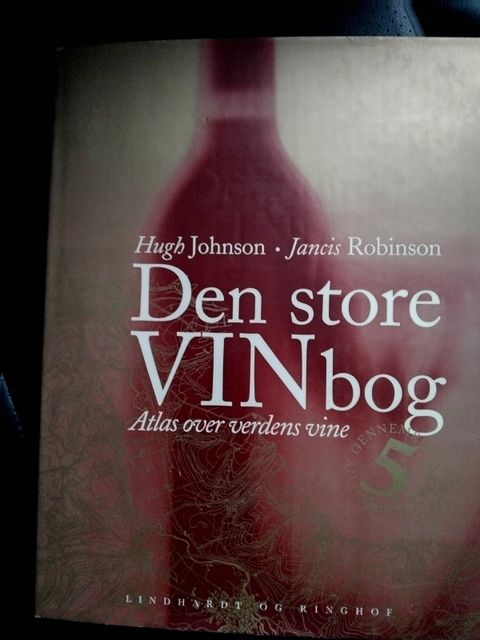 Hugh Johnson • Jancis Robinson
Den store
VINbog
Atlas over verdens vine
5
LINDHARDT OG RINGHOF